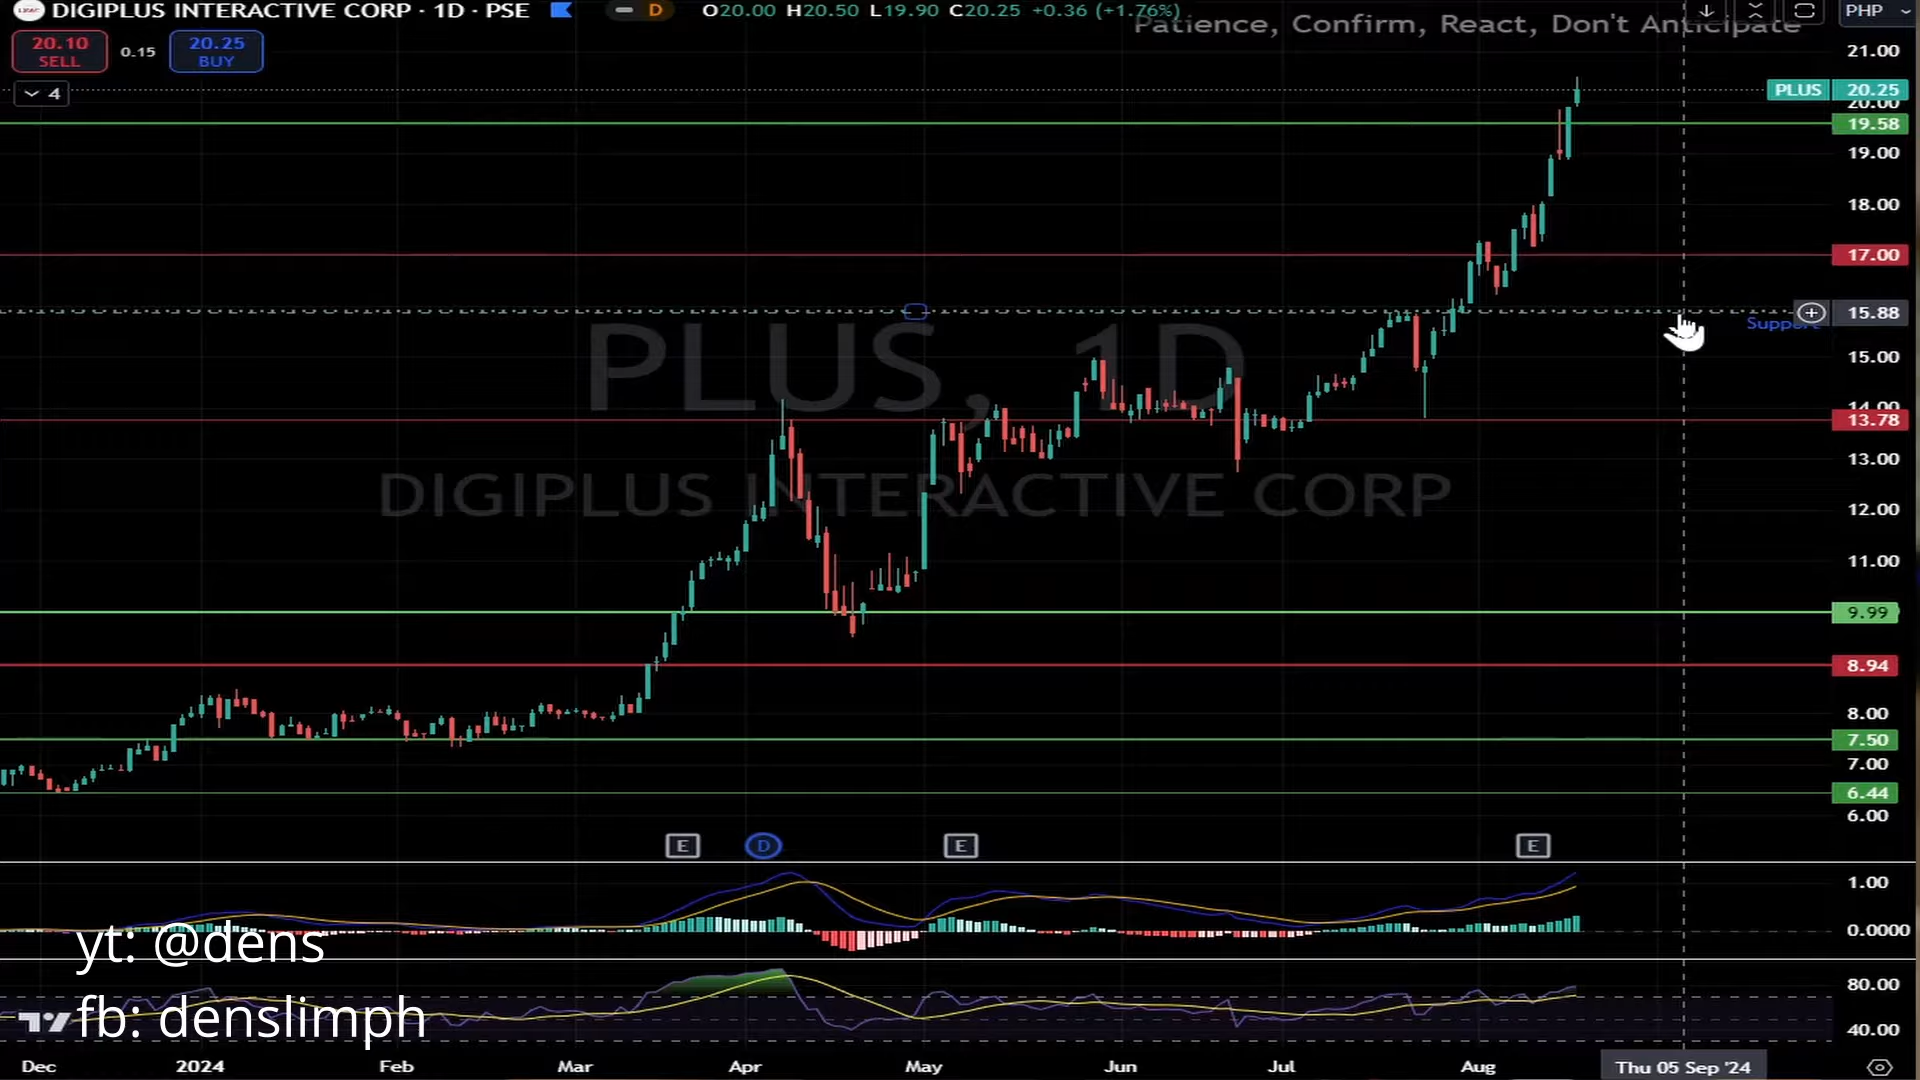 DIGIPLUS INTERACTIVE CORP · 1D · PSE D O20.00 H20.50 L19.90 C20.25 +0.36 (+1.76%) PHP
Patience, Confirm, React, Don't Anticipate
20.10 SELL 0.15 20.25 BUY
4
21.00
PLUS 20.25
20.00
19.58
19.00
18.00
17.00
15.88
Support
15.00
14.00
13.78
13.00
12.00
11.00
9.99
8.94
8.00
7.50
7.00
6.44
6.00
PLUS, 1D
DIGIPLUS INTERACTIVE CORP
E D E E
1.00
0.0000
80.00
40.00
yt: @dens
fb: denslimph
Dec 2024 Feb Mar Apr May Jun Jul Aug Thu 05 Sep '24